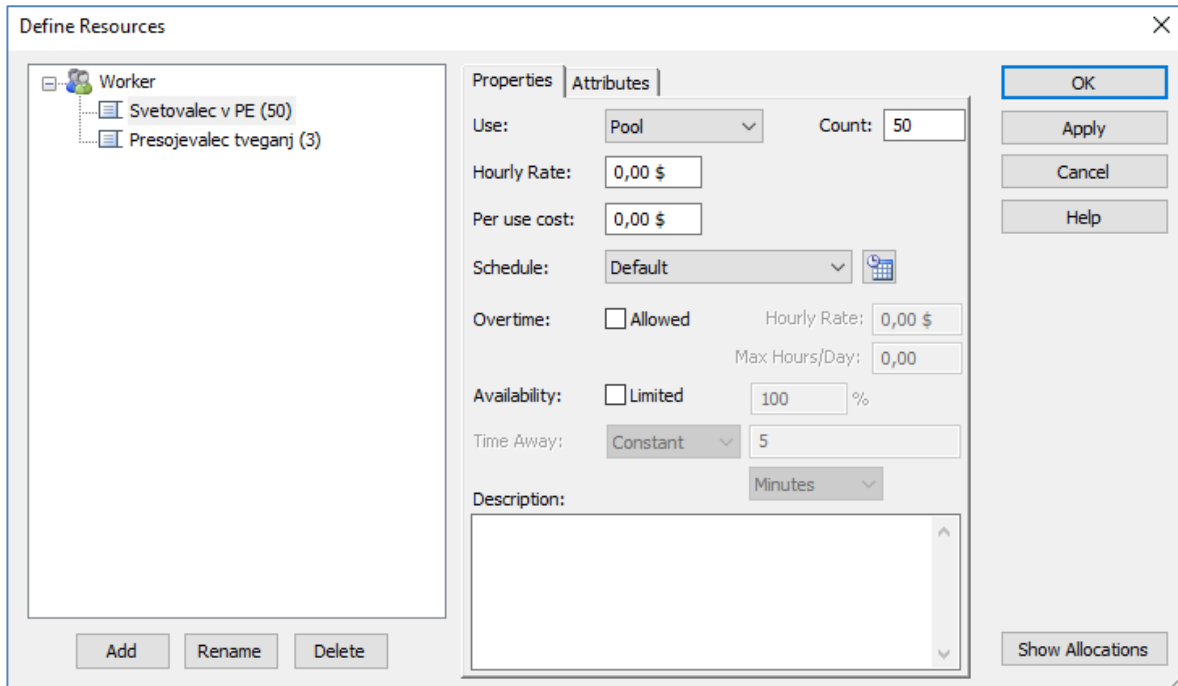 Define Resources
Worker
Svetovalec v PE (50)
Presojevalec tveganj (3)
Add Rename Delete
Properties Attributes
Use: Pool Count: 50
Hourly Rate: 0,00 $
Per use cost: 0,00 $
Schedule: Default
Overtime: Allowed Hourly Rate: 0,00 $
Max Hours/Day: 0,00
Availability: Limited 100 %
Time Away: Constant 5
Minutes
Description:
OK
Apply
Cancel
Help
Show Allocations